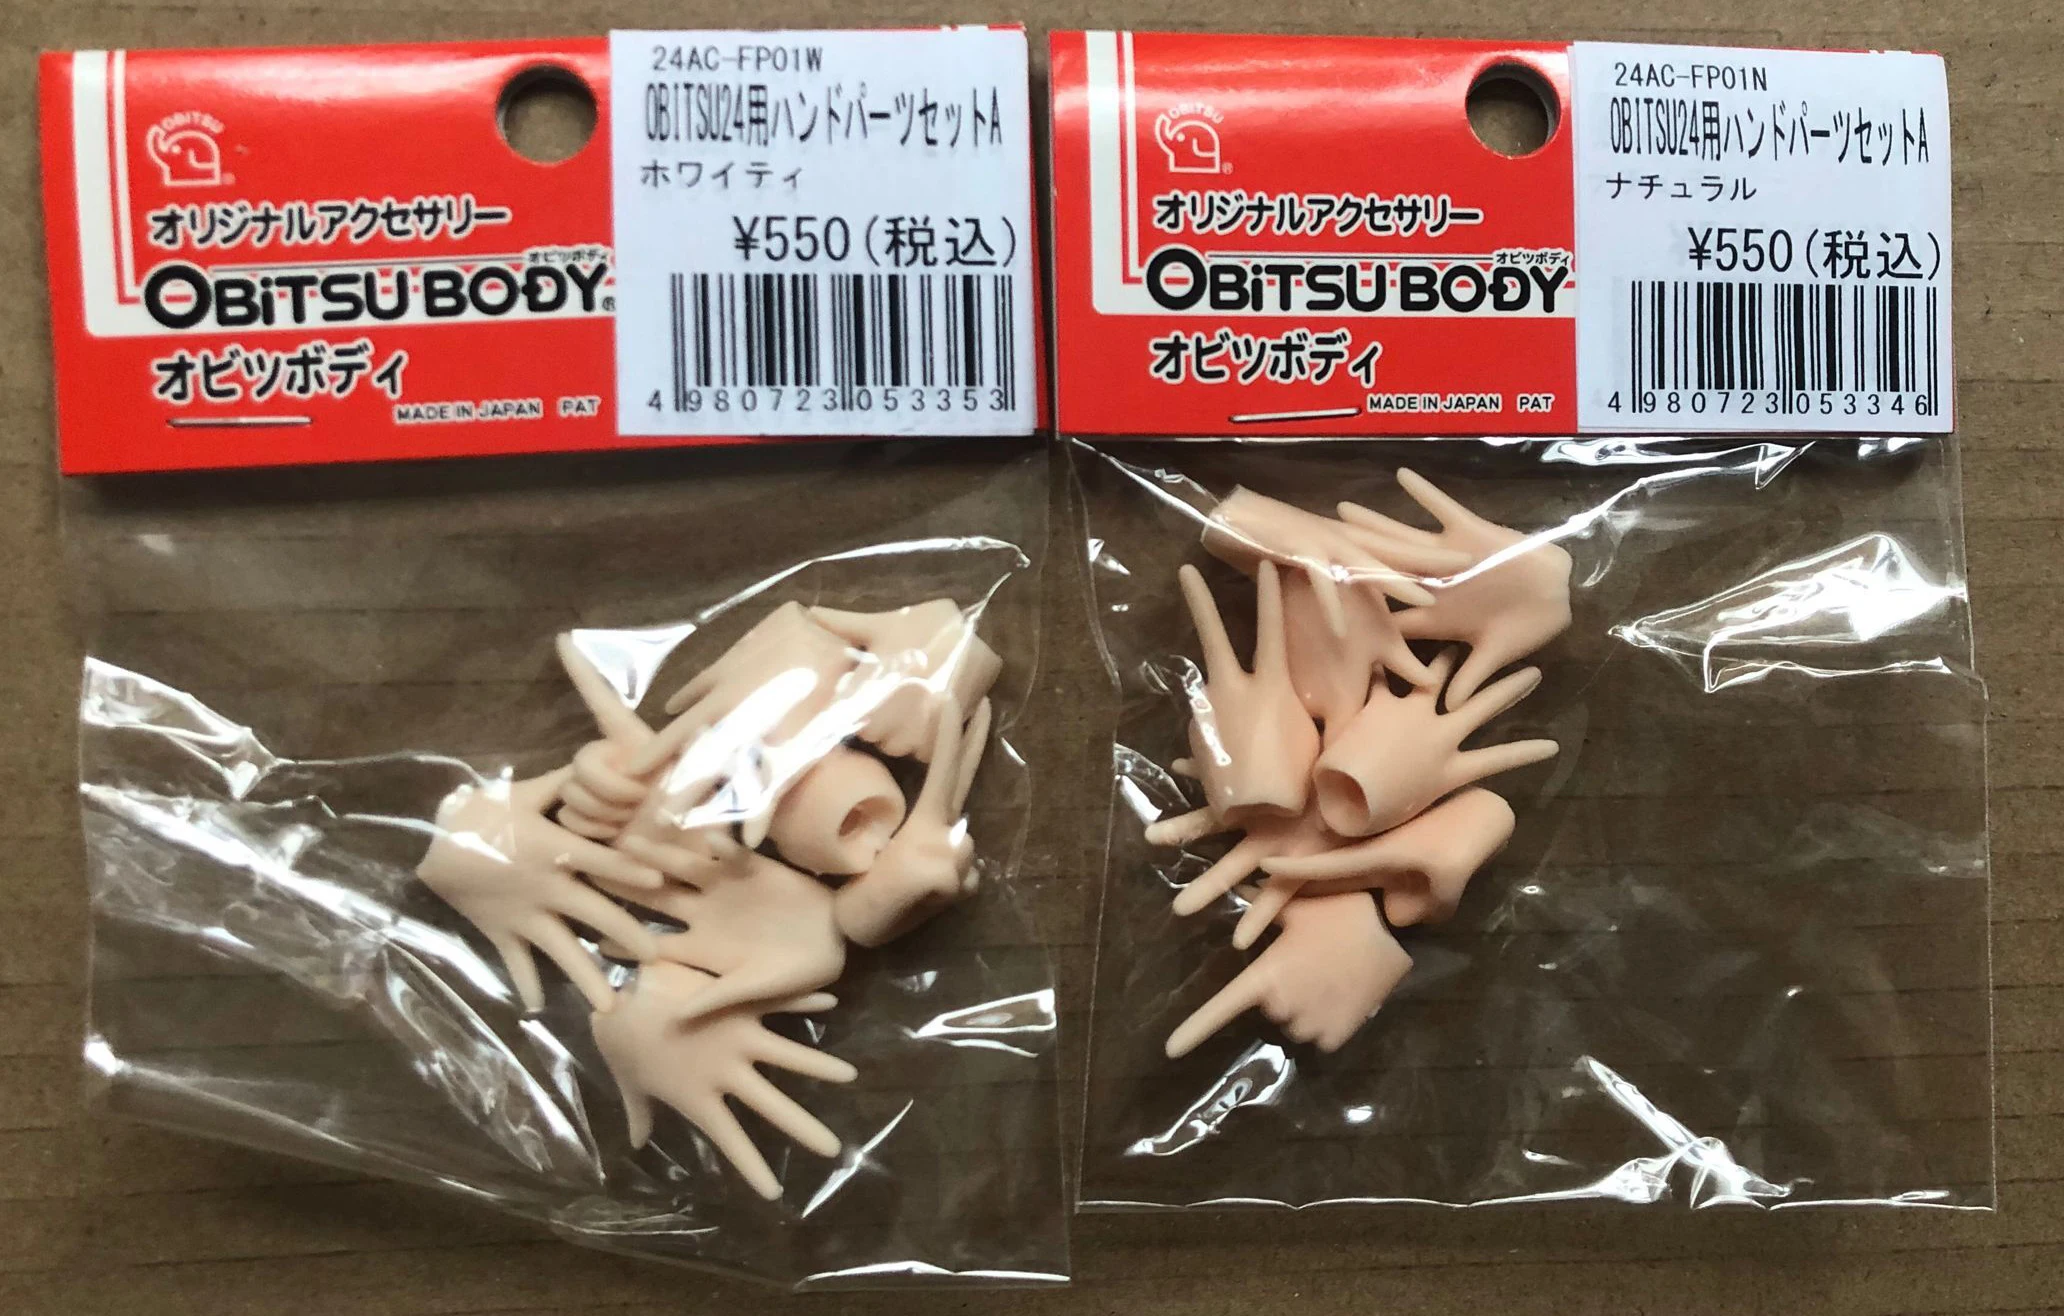 24AC-FP01W
OBITSU24用ハンドパーツセットA
ホワイティ
¥550(税込)
4 980723 053353
OBITSU
®
オリジナルアクセサリー
オビツボディ
OBiTSU BODY®
オビツボディ
MADE IN JAPAN PAT
24AC-FP01N
OBITSU24用ハンドパーツセットA
ナチュラル
¥550(税込)
4 980723 053346
OBITSU
®
オリジナルアクセサリー
オビツボディ
OBiTSU BODY
オビツボディ
MADE IN JAPAN PAT